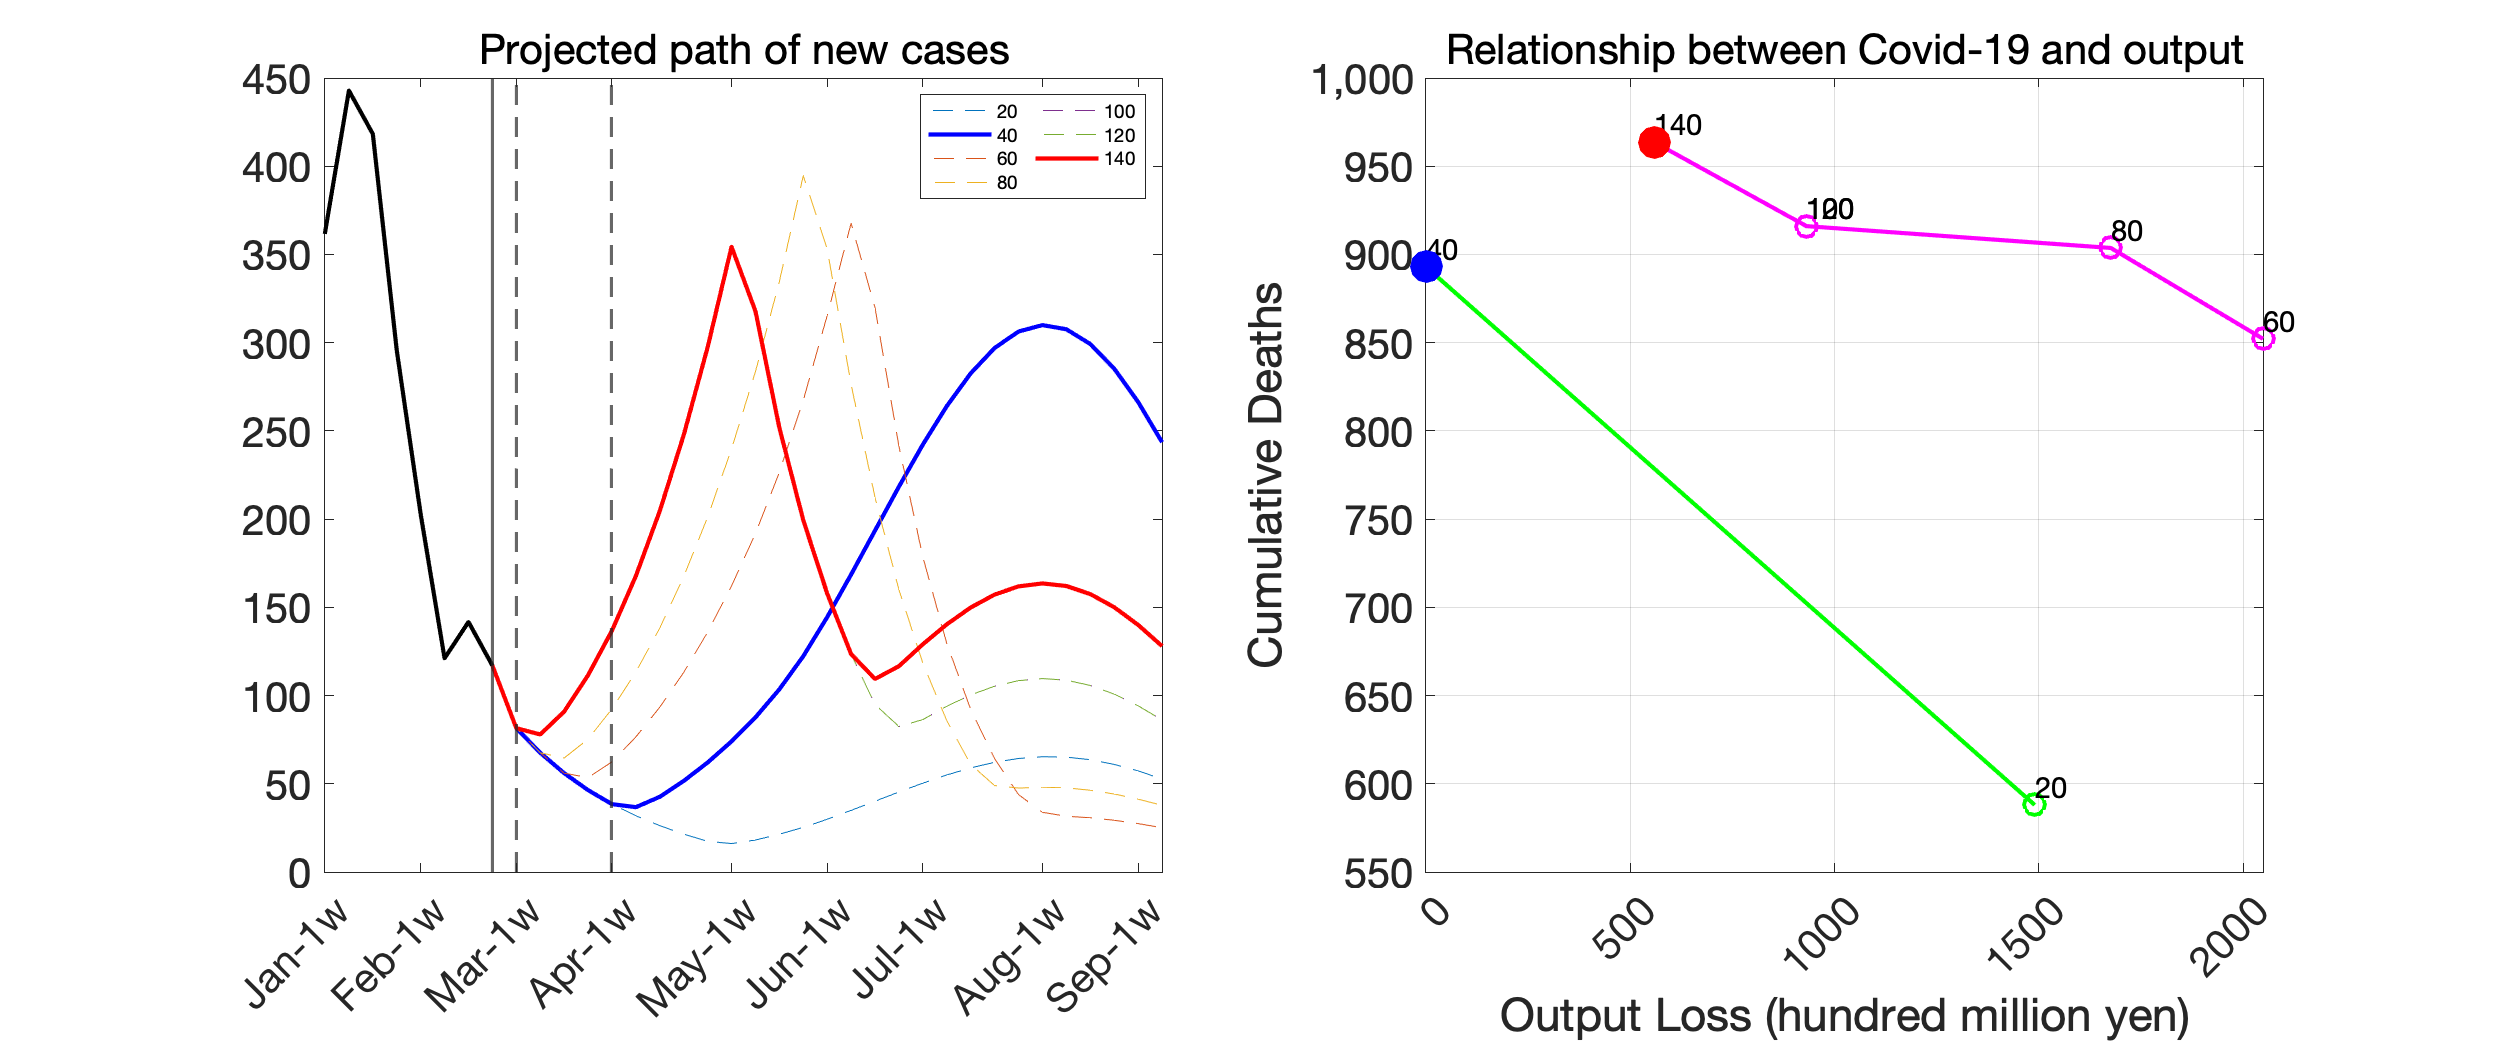 Projected path of new cases
450
400
350
300
250
200
150
100
50
0
Jan-1w
Feb-1w
Mar-1w
Apr-1w
May-1w
Jun-1w
Jul-1w
Aug-1w
Sep-1w
20
40
60
80
100
120
140
Relationship between Covid-19 and output
Cumulative Deaths
1,000
950
900
850
800
750
700
650
600
550
140
80
60
40
20
0
500
1000
1500
2000
Output Loss (hundred million yen)